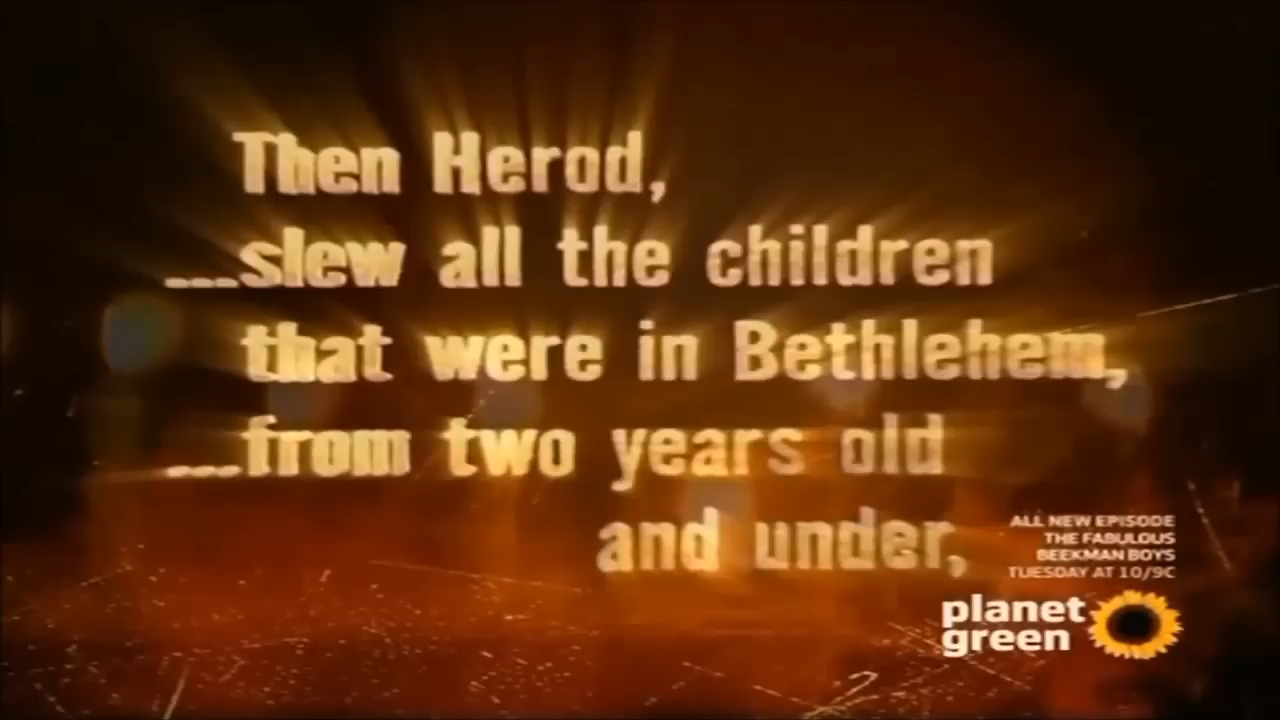 Then Herod,
...slew all the children
that were in Bethlehem,
...from two years old
and under,
ALL NEW EPISODE
THE FABULOUS
BEEKMAN BOYS
TUESDAY AT 10/9C
planet
green